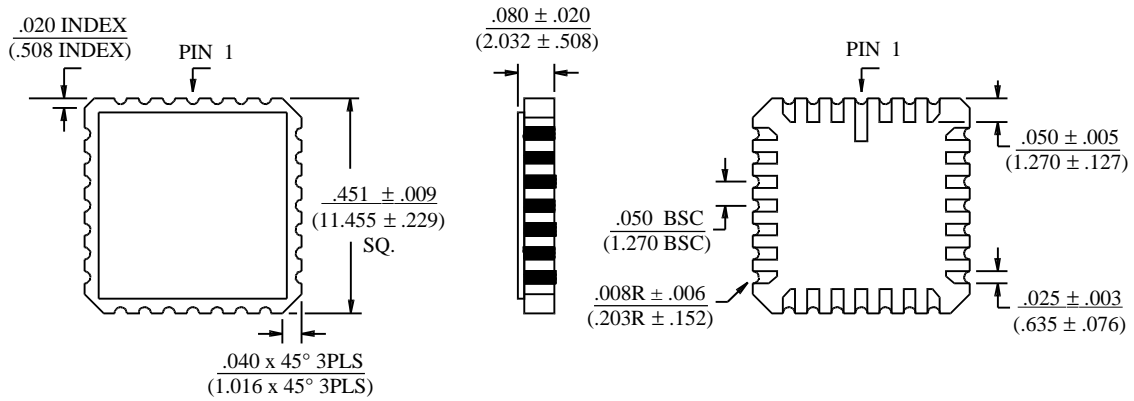 .020 INDEX
(.508 INDEX)
PIN 1
.451 ± .009
(11.455 ± .229)
SQ.
.040 x 45° 3PLS
(1.016 x 45° 3PLS)
.080 ± .020
(2.032 ± .508)
PIN 1
.050 ± .005
(1.270 ± .127)
.050 BSC
(1.270 BSC)
.008R ± .006
(.203R ± .152)
.025 ± .003
(.635 ± .076)